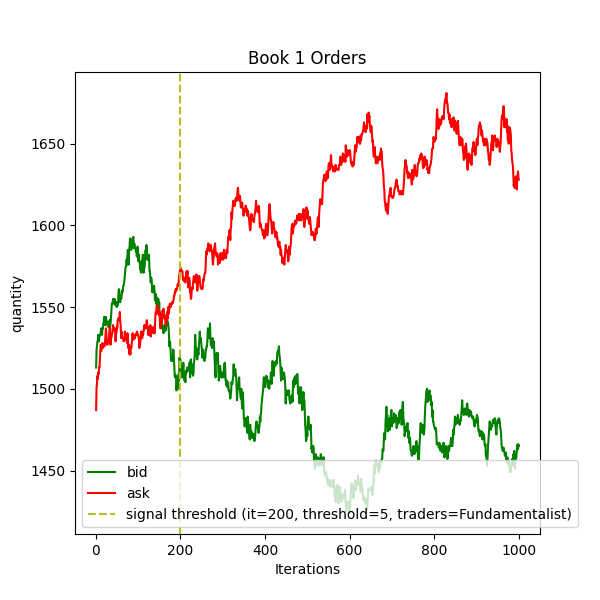 Book 1 Orders
quantity
1650
1600
1550
1500
1450
bid
ask
signal threshold (it=200, threshold=5, traders=Fundamentalist)
0 200 400 600 800 1000
Iterations